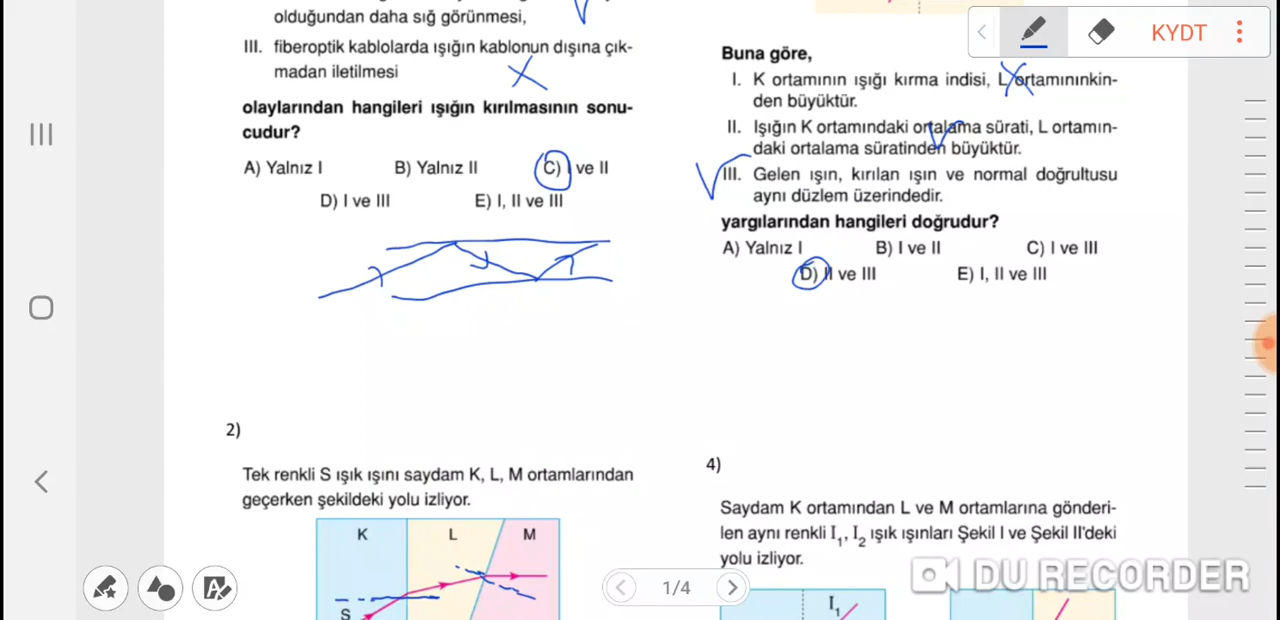 olduğundan daha sığ görünmesi,
III. fiberoptik kablolarda ışığın kablonun dışına çık-
madan iletilmesi
olaylarından hangileri ışığın kırılmasının sonu-
cudur?
A) Yalnız I B) Yalnız II C) I ve II
D) I ve III E) I, II ve III
2)
Tek renkli S ışık ışını saydam K, L, M ortamlarından
geçerken şekildeki yolu izliyor.
K L M
S
KYDT
Buna göre,
I. K ortamının ışığı kırma indisi, L ortamınınkin-
den büyüktür.
II. Işığın K ortamındaki ortalama sürati, L ortamın-
daki ortalama süratinden büyüktür.
III. Gelen ışın, kırılan ışın ve normal doğrultusu
aynı düzlem üzerindedir.
yargılarından hangileri doğrudur?
A) Yalnız I B) I ve II C) I ve III
D) II ve III E) I, II ve III
4)
Saydam K ortamından L ve M ortamlarına gönderi-
len aynı renkli I₁, I₂ ışık ışınları Şekil I ve Şekil II'deki
yolu izliyor.
I₁
1/4
DU RECORDER